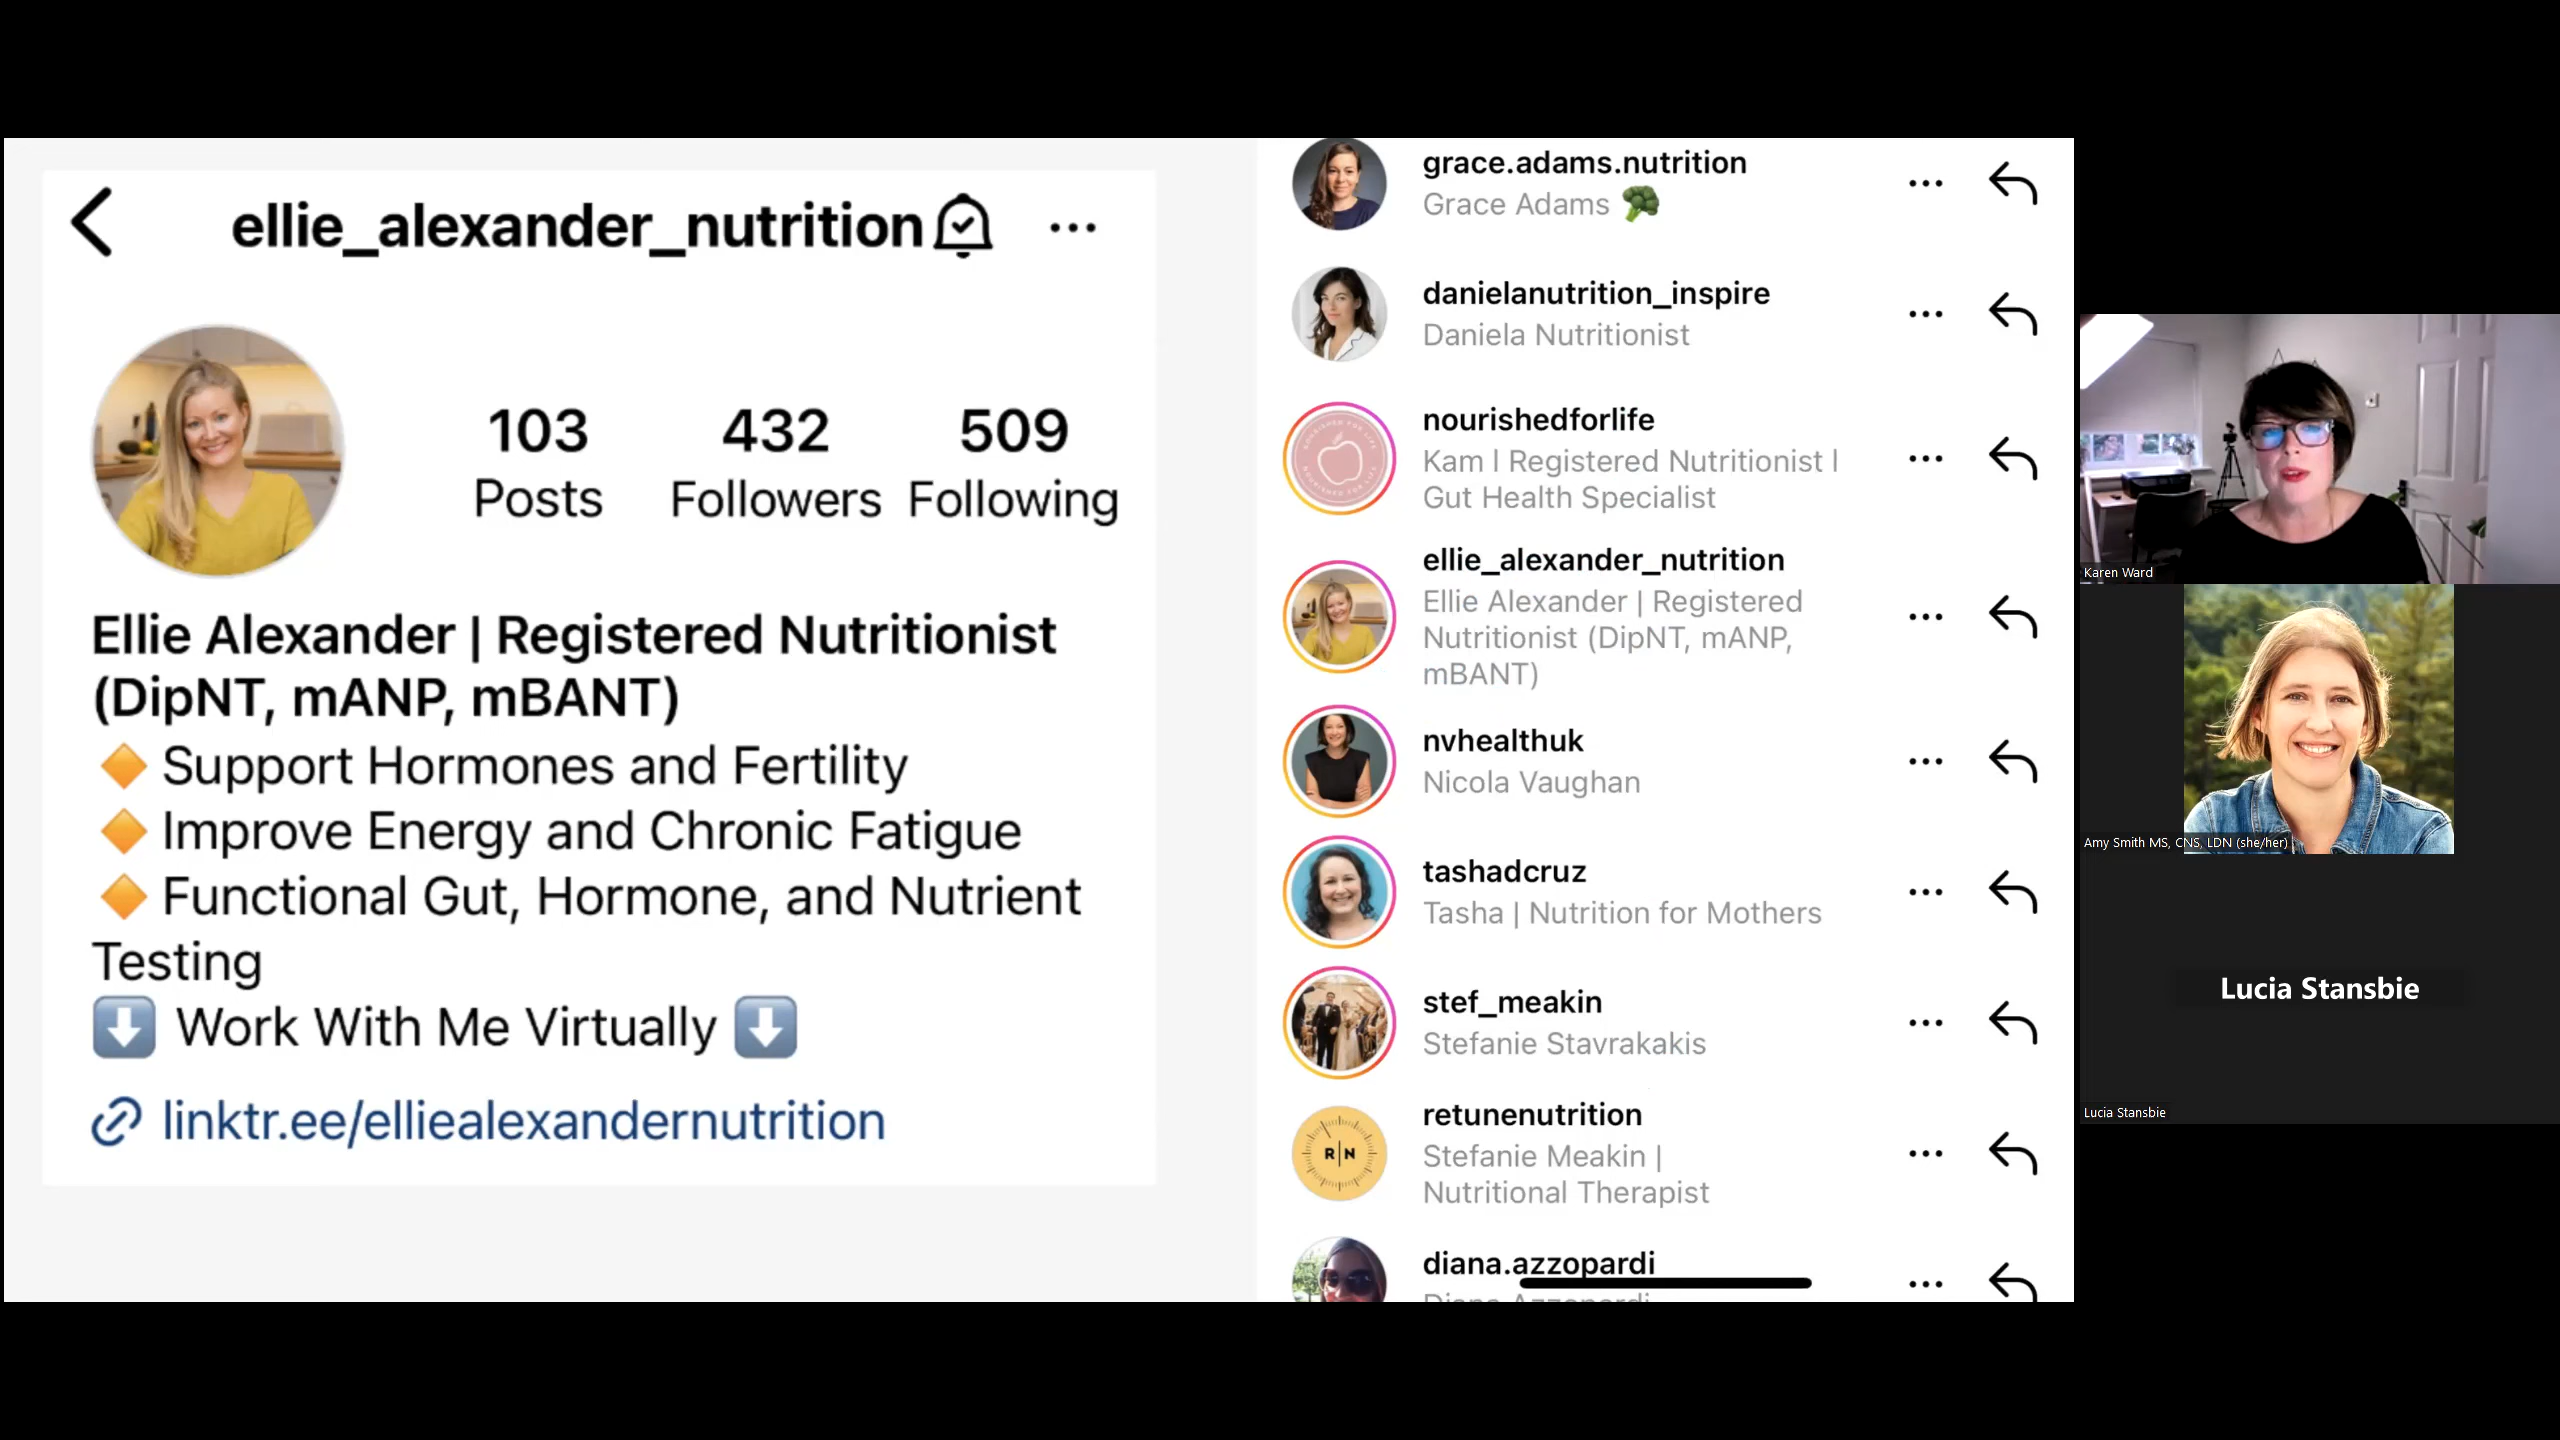 ellie_alexander_nutrition
103
432
509
Posts
Followers
Following
Ellie Alexander | Registered Nutritionist
(DipNT, mANP, mBANT)
🔶 Support Hormones and Fertility
🔶 Improve Energy and Chronic Fatigue
🔶 Functional Gut, Hormone, and Nutrient
Testing
⬇️ Work With Me Virtually ⬇️
linktr.ee/elliealexandernutrition
grace.adams.nutrition
Grace Adams 🥦
danielanutrition_inspire
Daniela Nutritionist
nourishedforlife
Kam l Registered Nutritionist l
Gut Health Specialist
ellie_alexander_nutrition
Ellie Alexander | Registered
Nutritionist (DipNT, mANP,
mBANT)
nvhealthuk
Nicola Vaughan
tashadcruz
Tasha | Nutrition for Mothers
stef_meakin
Stefanie Stavrakakis
R|N
retunenutrition
Stefanie Meakin |
Nutritional Therapist
diana.azzopardi
Diana Azzopardi
Karen Ward
Amy Smith MS, CNS, LDN (she/her)
Lucia Stansbie
Lucia Stansbie